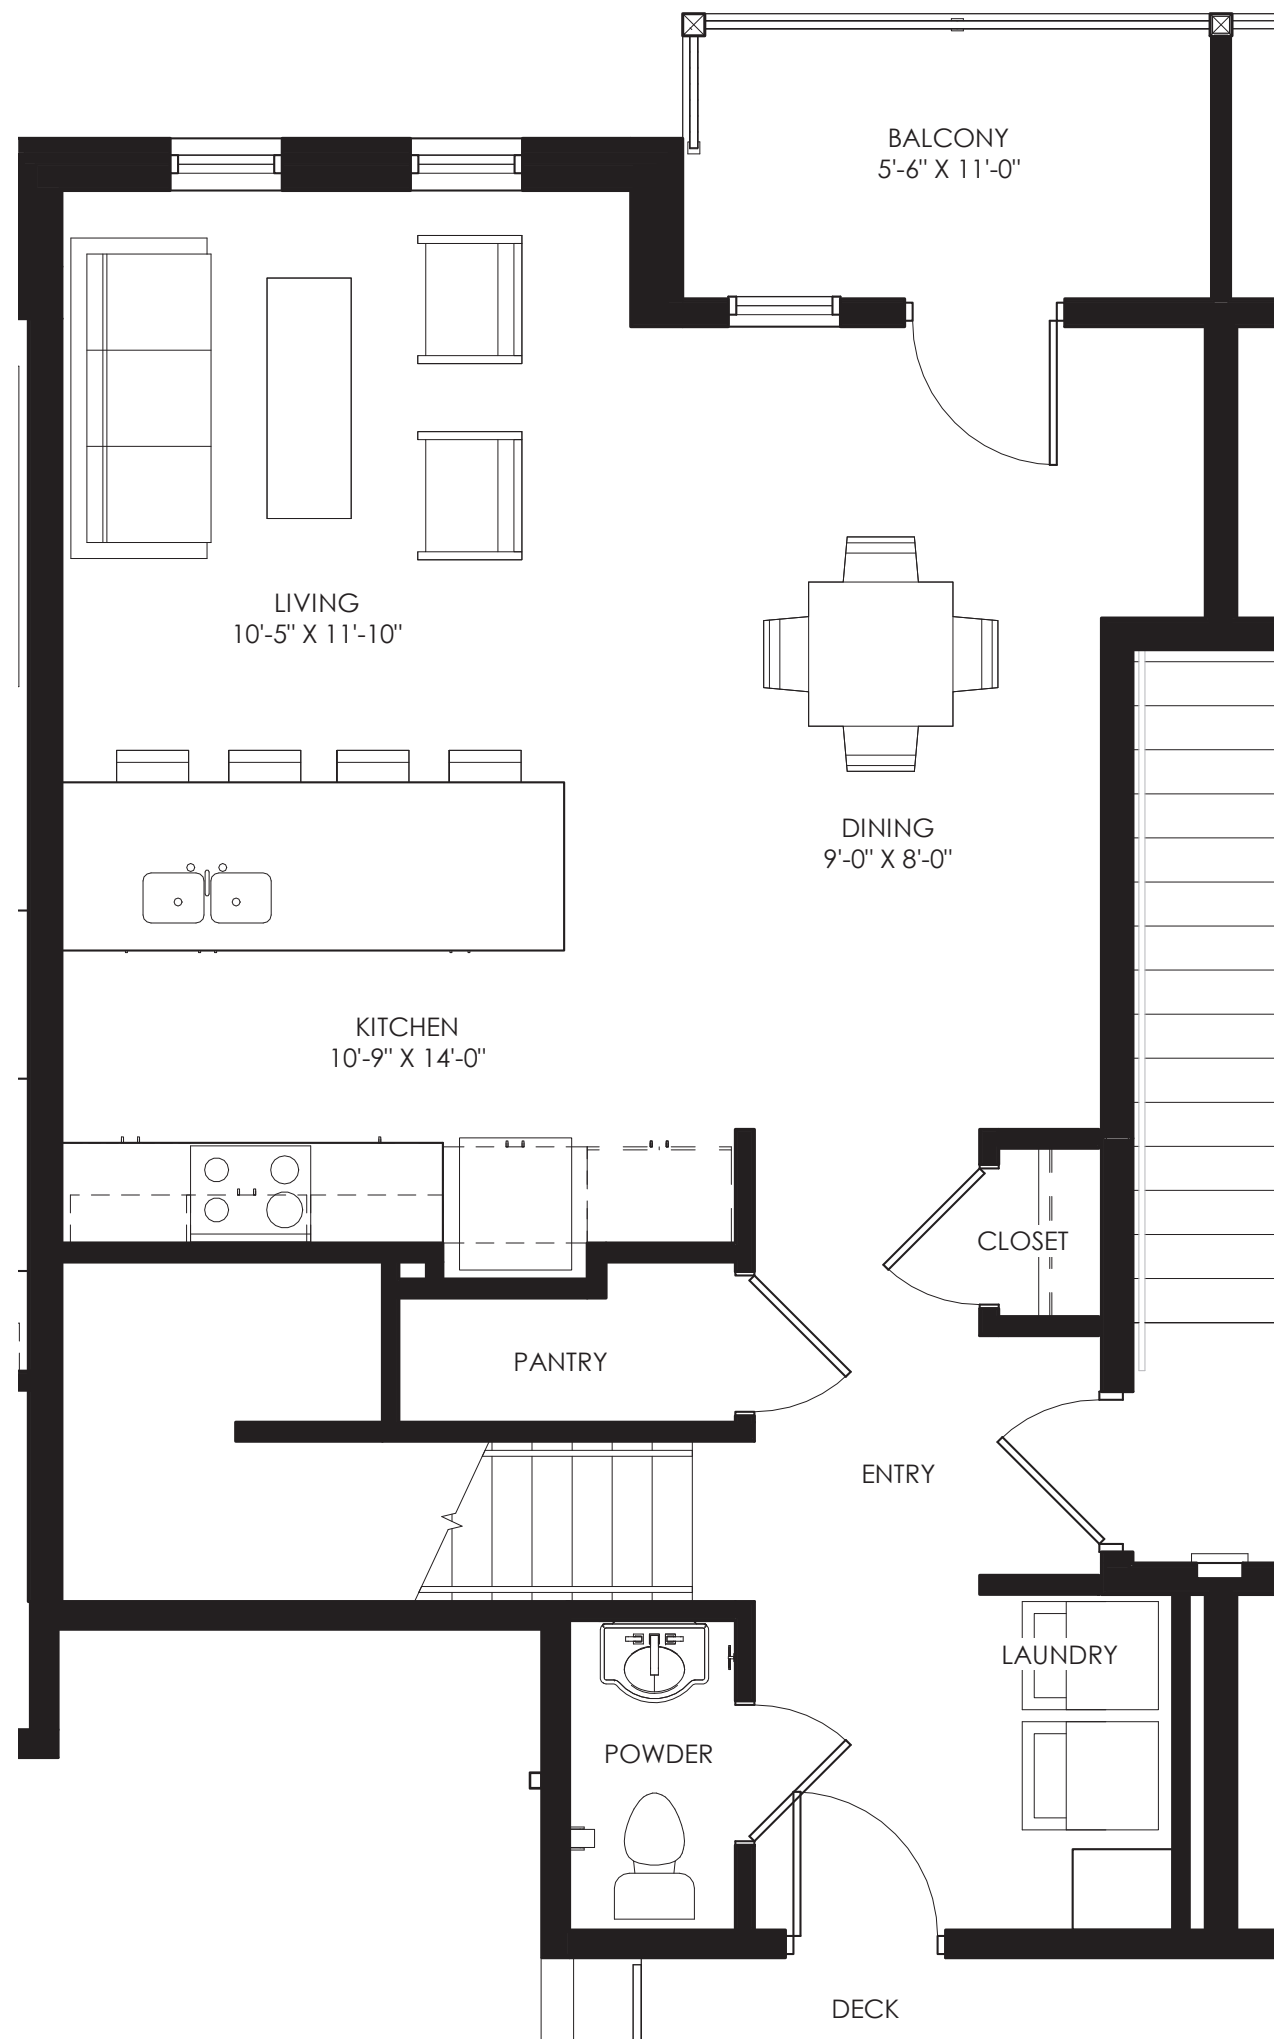 BALCONY
5'-6" X 11'-0"
LIVING
10'-5" X 11'-10"
DINING
9'-0" X 8'-0"
KITCHEN
10'-9" X 14'-0"
CLOSET
PANTRY
ENTRY
LAUNDRY
POWDER
DECK